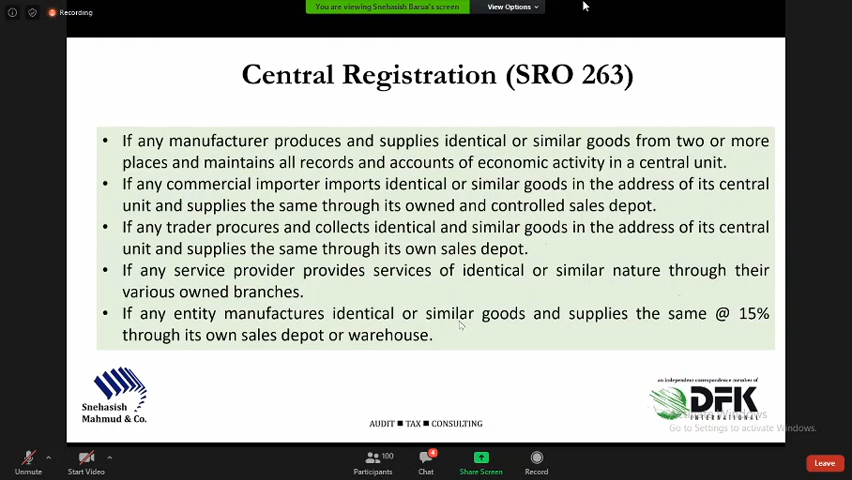 Recording
You are viewing Snehasish Barua's screen
View Options
Central Registration (SRO 263)
• If any manufacturer produces and supplies identical or similar goods from two or more
places and maintains all records and accounts of economic activity in a central unit.
• If any commercial importer imports identical or similar goods in the address of its central
unit and supplies the same through its owned and controlled sales depot.
• If any trader procures and collects identical and similar goods in the address of its central
unit and supplies the same through its own sales depot.
• If any service provider provides services of identical or similar nature through their
various owned branches.
• If any entity manufactures identical or similar goods and supplies the same @ 15%
through its own sales depot or warehouse.
Snehasish
Mahmud & Co.
AUDIT ■ TAX ■ CONSULTING
an independent correspondence member of
DFK
INTERNATIONAL
Activate Windows
Go to Settings to activate Windows.
Unmute
Start Video
100
Participants
4
Chat
Share Screen
Record
Leave